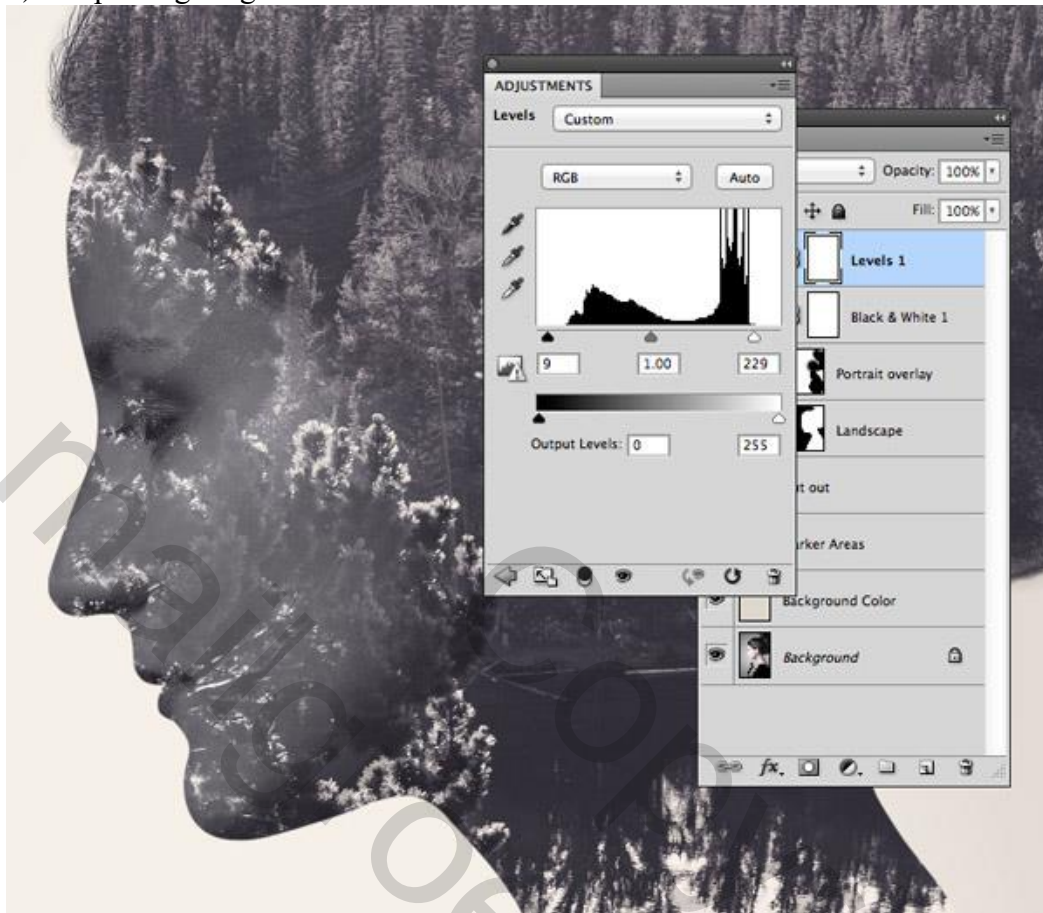 ADJUSTMENTS
Levels Custom
RGB Auto
9 1.00 229
Output Levels: 0 255
Opacity: 100%
Fill: 100%
Levels 1
Black & White 1
Portrait overlay
Landscape
out
Areas
Background Color
Background
fx.